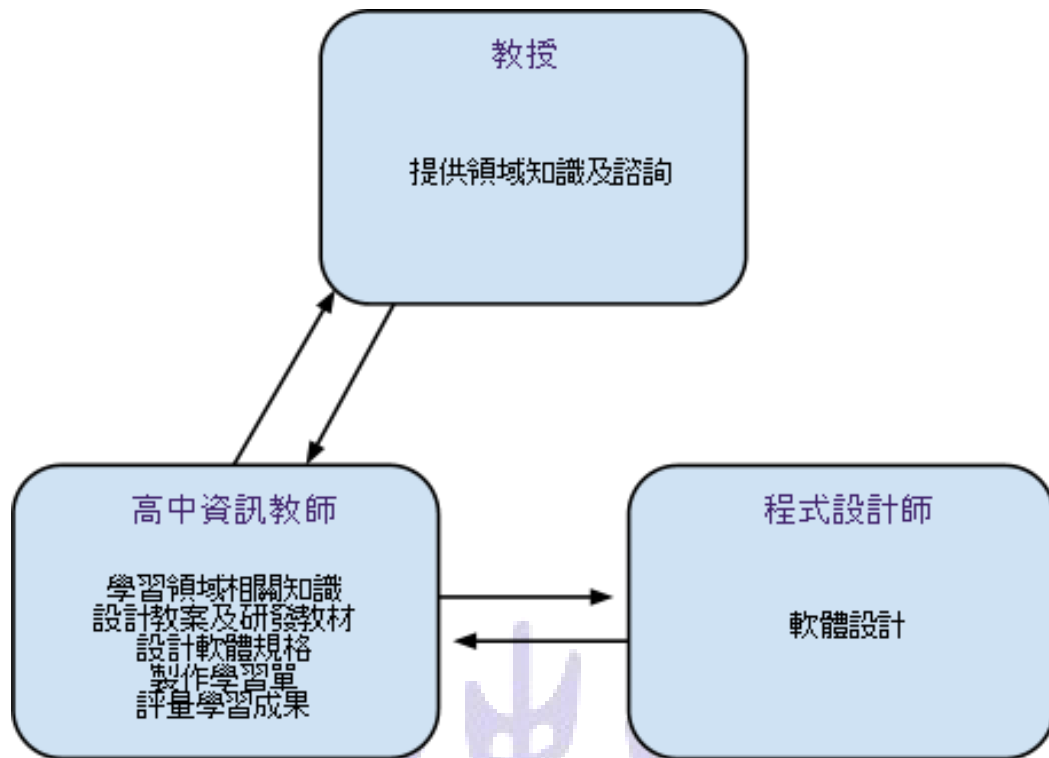 教授
提供領域知識及諮詢
高中資訊教師
學習領域相關知識
設計教案及研發教材
設計軟體規格
製作學習單
評量學習成果
程式設計師
軟體設計